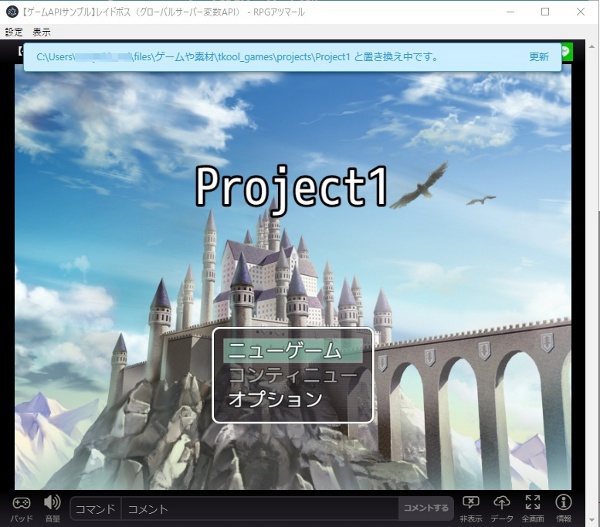 【ゲームAPIサンプル】レイドボス（グローバルサーバー変数API） - RPGアツマール
設定 表示
C:\Users\ \files\ゲームや素材\tkool_games\projects\Project1 と置き換え中です。 更新
Project1
ニューゲーム
コンティニュー
オプション
コマンド コメント コメントする
パッド 音量 非表示 データ 全画面 情報